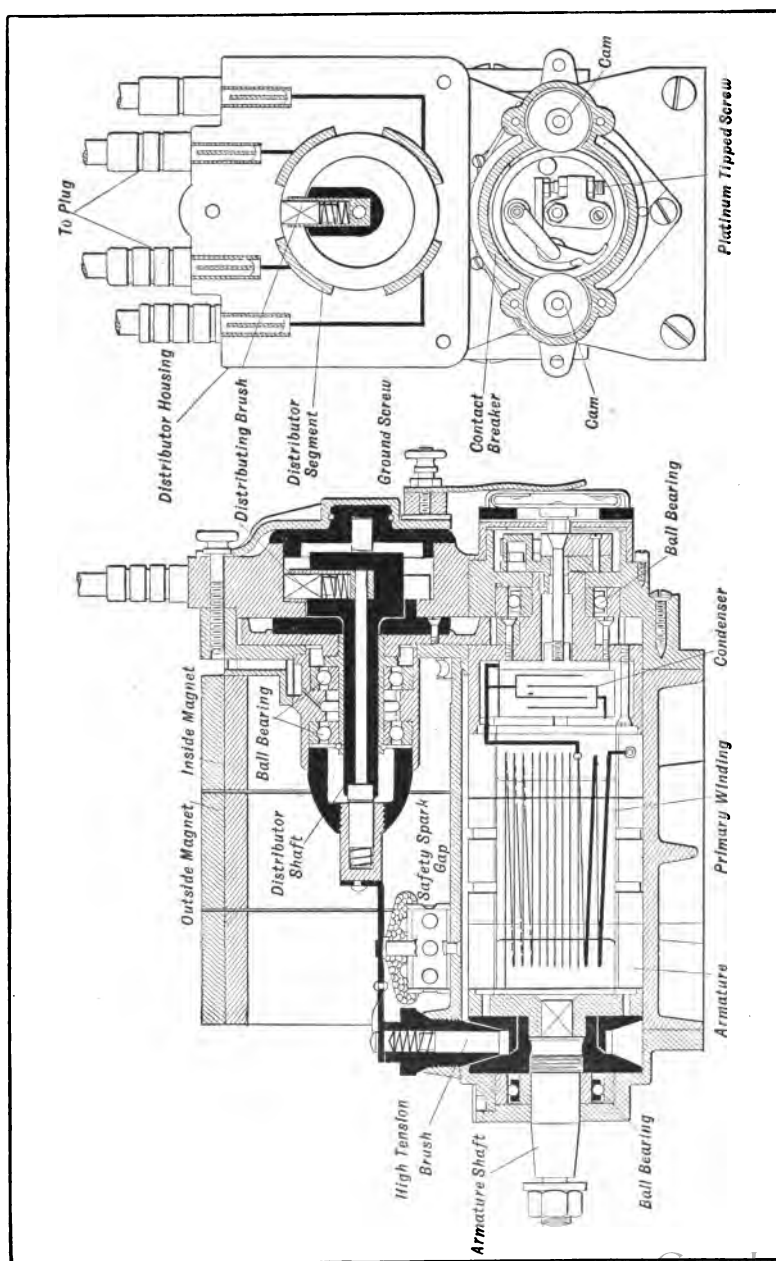 To Plug
Distributor Housing
Distributing Brush
Distributor
Segment
Ground Screw
Contact
Breaker
Cam
Cam
Platinum Tipped Screw
Outside Magnet
Inside Magnet
Ball Bearing
Distributor
Shaft
Safety Spark
Gap
High Tension
Brush
Armature Shaft
Ball Bearing
Armature
Primary Winding
Condenser
Ball Bearing